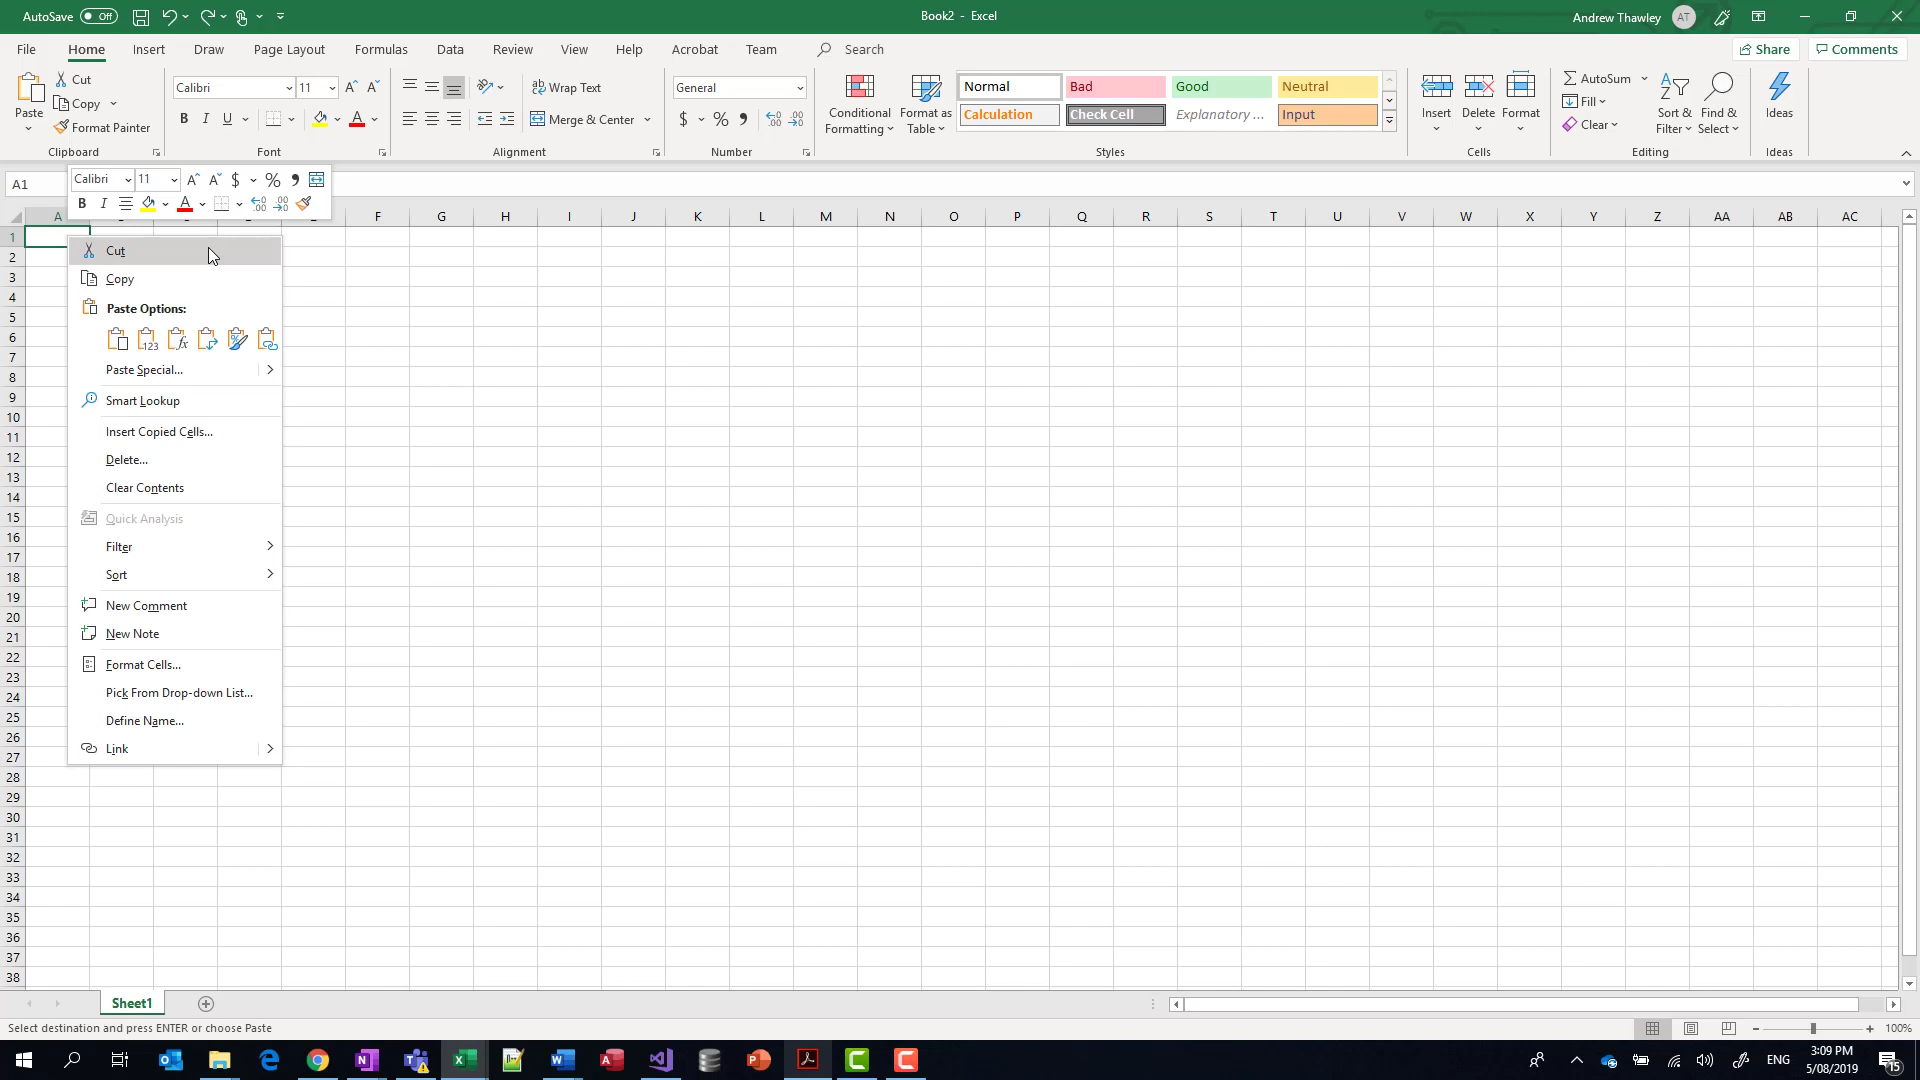 AutoSave Off Book2 - Excel Andrew Thawley AT
File Home Insert Draw Page Layout Formulas Data Review View Help Acrobat Team Search Share Comments
Paste Cut Copy Format Painter
Clipboard
Calibri 11
B I U A
Font
Wrap Text
Merge & Center
Alignment
General
$ % ,
Number
Conditional Formatting
Format as Table
Normal Bad Good Neutral
Calculation Check Cell Explanatory ... Input
Styles
Insert Delete Format
Cells
AutoSum
Fill
Clear
Sort & Filter
Find & Select
Editing
Ideas
Ideas
A1
Calibri 11 A A $ % ,
B I A
A F G H I J K L M N O P Q R S T U V W X Y Z AA AB AC
1
2
3
4
5
6
7
8
9
10
11
12
13
14
15
16
17
18
19
20
21
22
23
24
25
26
27
28
29
30
31
32
33
34
35
36
37
38
Cut
Copy
Paste Options:
123 fx
Paste Special...
Smart Lookup
Insert Copied Cells...
Delete...
Clear Contents
Quick Analysis
Filter
Sort
New Comment
New Note
Format Cells...
Pick From Drop-down List...
Define Name...
Link
Sheet1
Select destination and press ENTER or choose Paste 100%
ENG 3:09 PM
5/08/2019 15